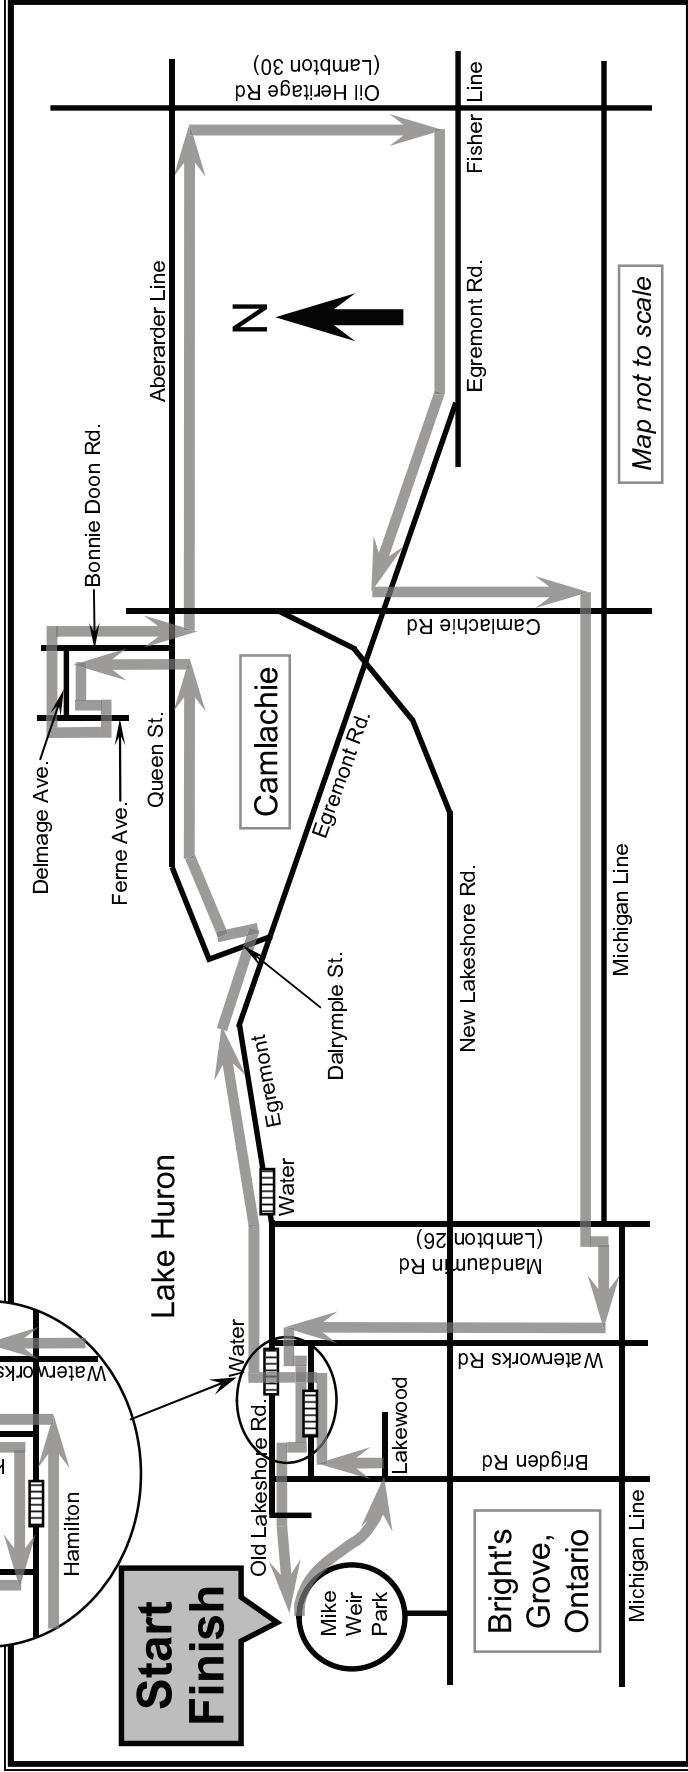 Oil Heritage Rd
(Lambton 30)
Fisher Line
Aberarder Line
N
Egremont Rd.
Map not to scale
Bonnie Doon Rd.
Camlachie Rd
Delmage Ave.
Ferne Ave.
Queen St.
Camlachie
Egremont Rd.
Dalrymple St.
New Lakeshore Rd.
Michigan Line
Egremont
Lake Huron
Water
Mandaumin Rd
(Lambton 26)
Water
Waterworks Rd
Old Lakeshore Rd.
Lakewood
Brigden Rd
Hamilton
Start
Finish
Mike
Weir
Park
Bright's
Grove,
Ontario
Michigan Line